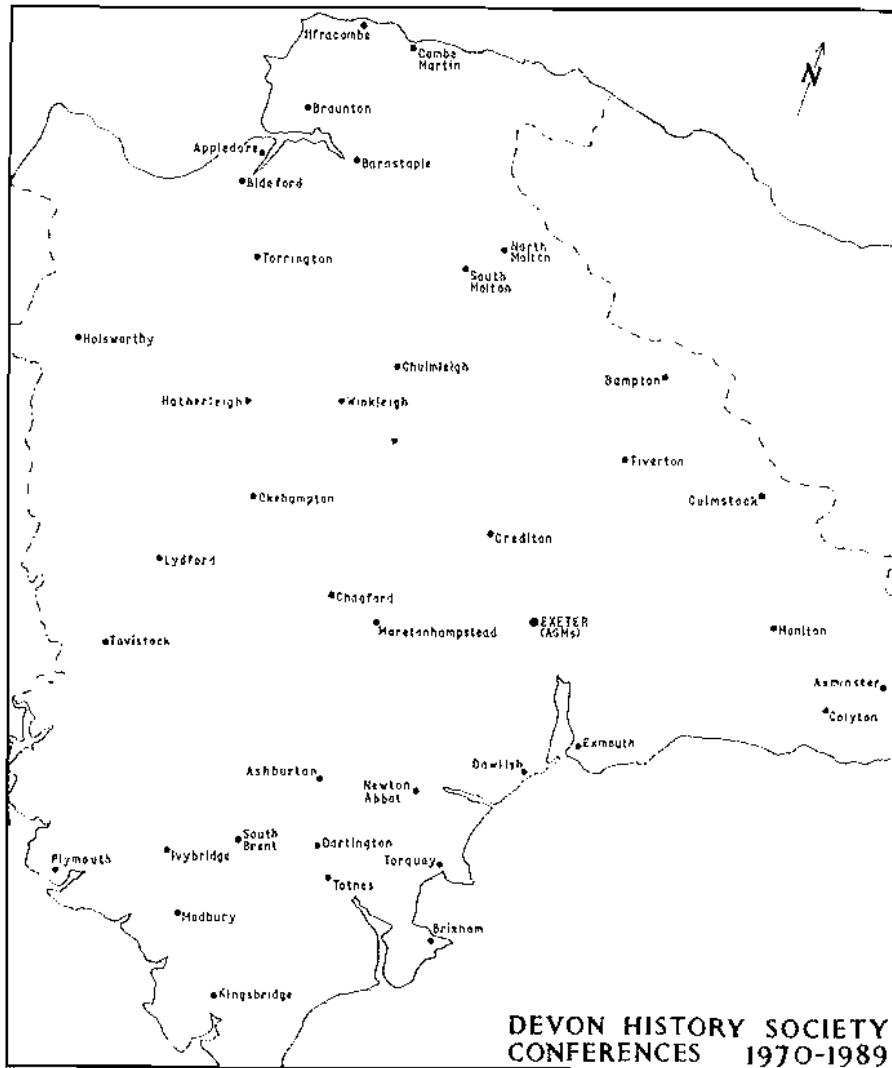 Ilfracombe
Combe
Martin
N
Braunton
Appledore
Barnstaple
Bideford
North
Molton
Torrington
South
Molton
Holsworthy
Chulmleigh
Bampton
Hatherleigh
Winkleigh
Tiverton
Okehampton
Culmstock
Crediton
Lydford
Chagford
Moretonhampstead
EXETER
(AGMs)
Honiton
Tavistock
Axminster
Colyton
Exmouth
Dawlish
Ashburton
Newton
Abbot
South
Brent
Dartington
Ivybridge
Plymouth
Torquay
Totnes
Modbury
Brixham
Kingsbridge
DEVON HISTORY SOCIETY
CONFERENCES 1970-1989